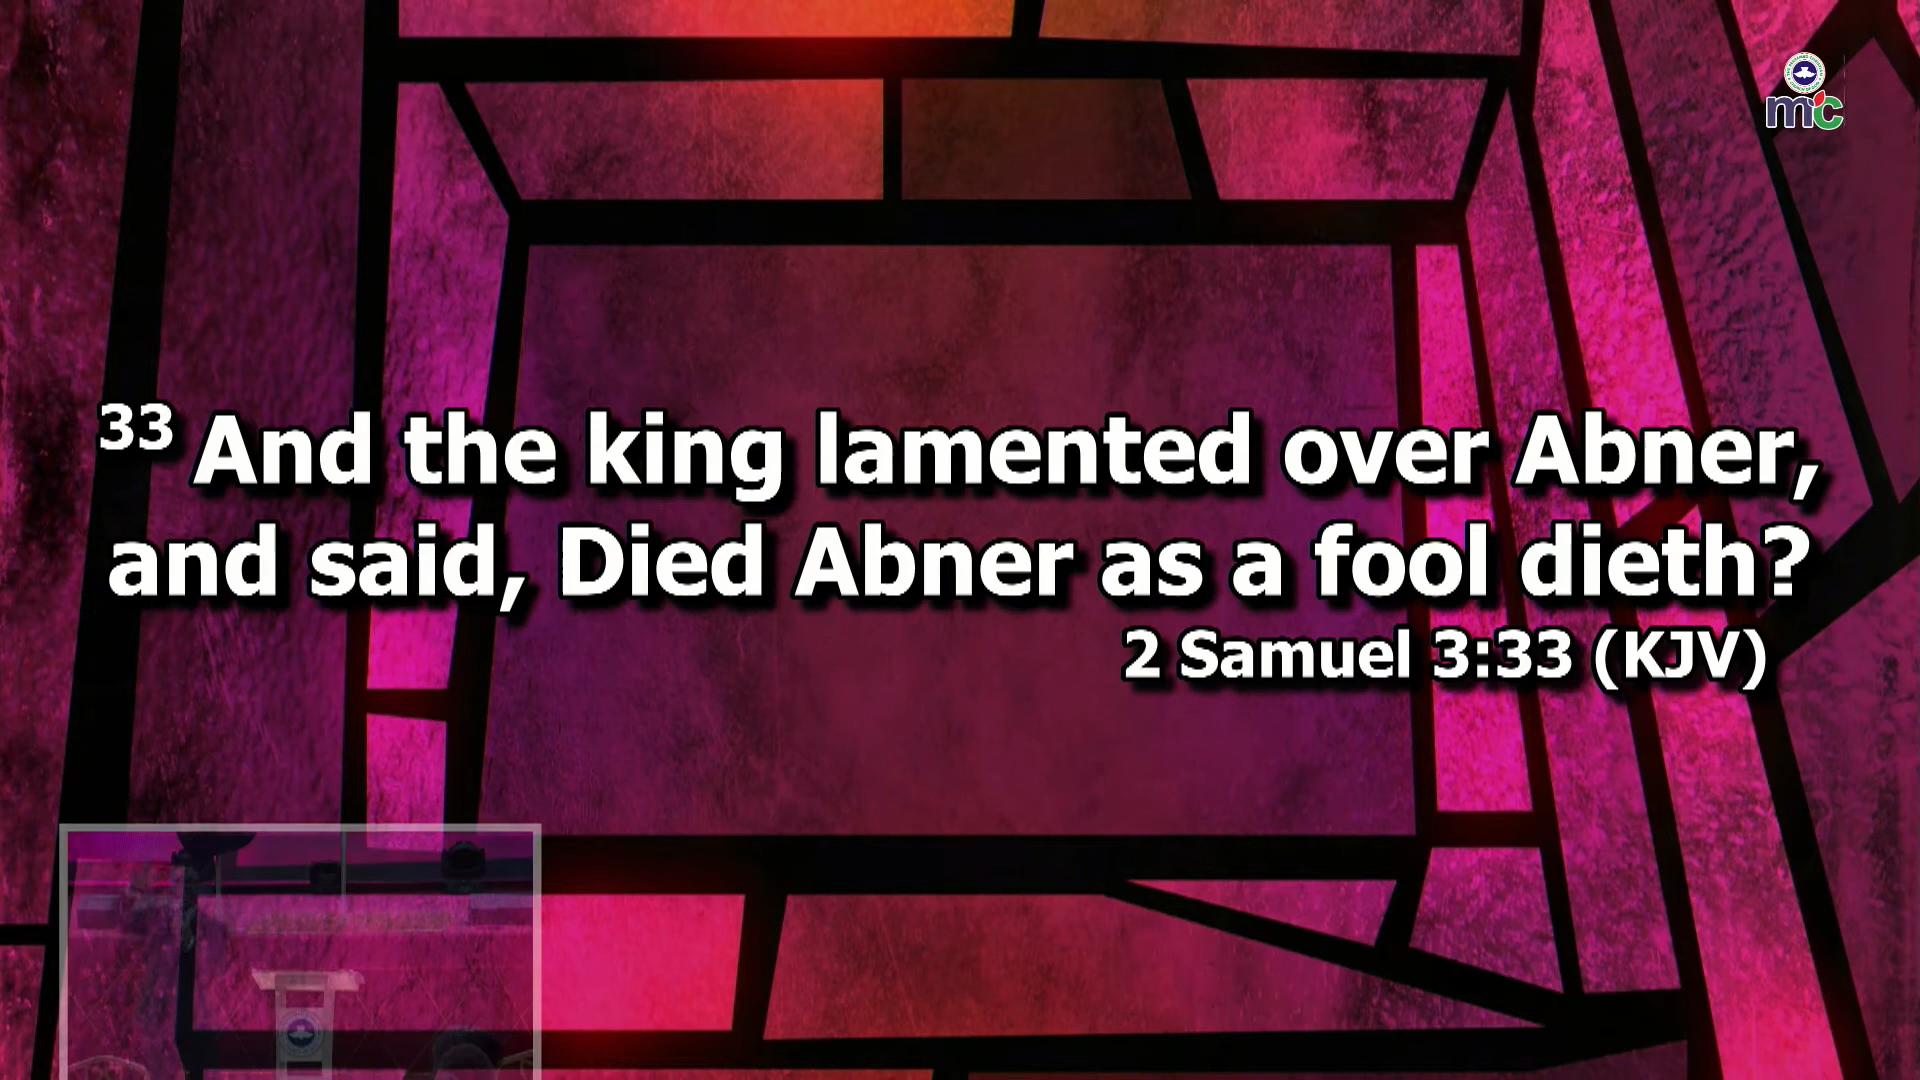 m'c
33 And the king lamented over Abner,
and said, Died Abner as a fool dieth?
2 Samuel 3:33 (KJV)